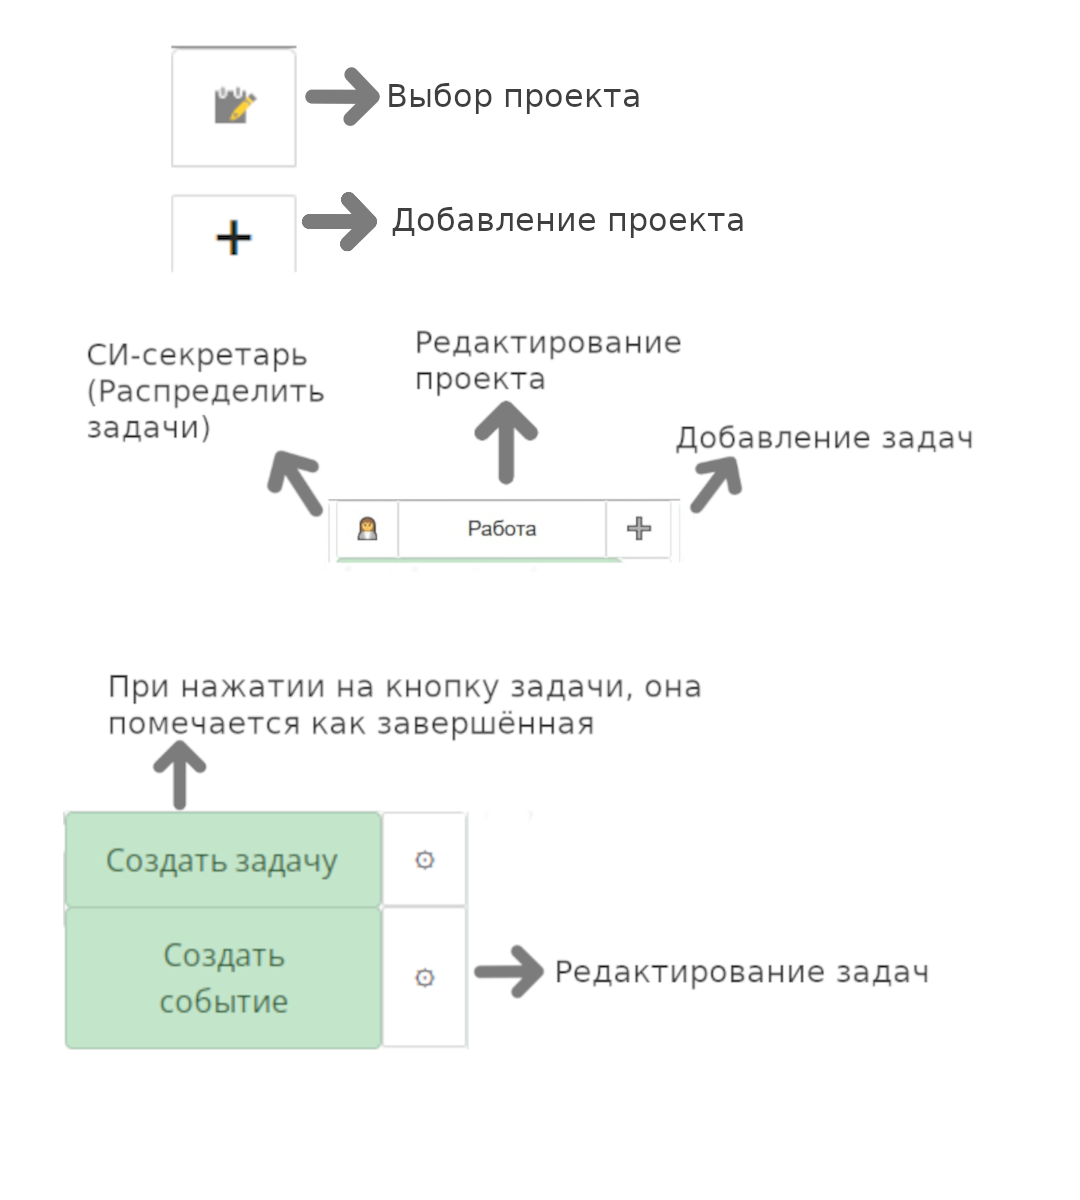 Выбор проекта
Добавление проекта
СИ-секретарь
(Распределить
задачи)
Редактирование
проекта
Добавление задач
Работа
При нажатии на кнопку задачи, она
помечается как завершённая
Создать задачу
Создать
событие
Редактирование задач